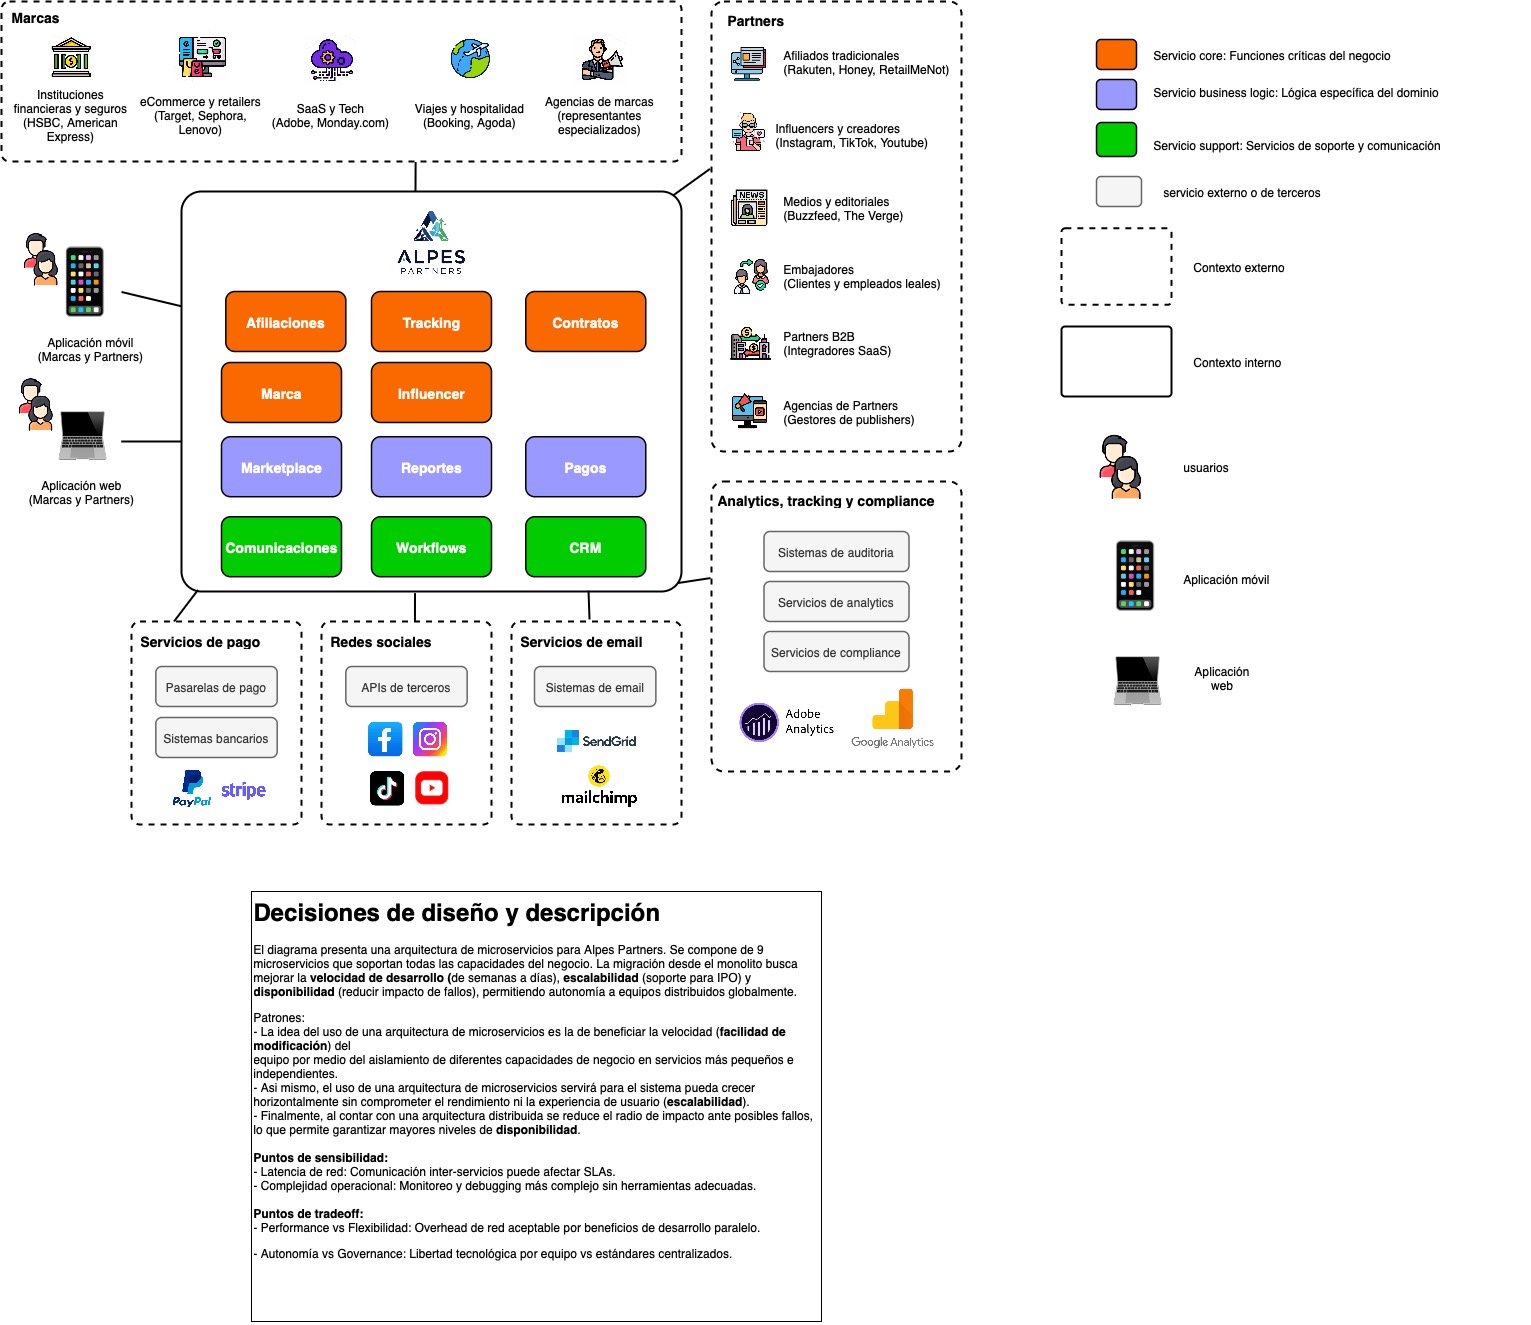 Marcas
Instituciones
financieras y seguros
(HSBC, American
Express)
eCommerce y retailers
(Target, Sephora,
Lenovo)
SaaS y Tech
(Adobe, Monday.com)
Viajes y hospitalidad
(Booking, Agoda)
Agencias de marcas
(representantes
especializados)
Partners
Afiliados tradicionales
(Rakuten, Honey, RetailMeNot)
Influencers y creadores
(Instagram, TikTok, Youtube)
NEWS
Medios y editoriales
(Buzzfeed, The Verge)
Embajadores
(Clientes y empleados leales)
Partners B2B
(Integradores SaaS)
Agencias de Partners
(Gestores de publishers)
Servicio core: Funciones críticas del negocio
Servicio business logic: Lógica específica del dominio
Servicio support: Servicios de soporte y comunicación
servicio externo o de terceros
Contexto externo
Contexto interno
usuarios
Aplicación móvil
Aplicación
web
Aplicación móvil
(Marcas y Partners)
Aplicación web
(Marcas y Partners)
ALPES
PARTNERS
Afiliaciones
Tracking
Contratos
Marca
Influencer
Marketplace
Reportes
Pagos
Comunicaciones
Workflows
CRM
Analytics, tracking y compliance
Sistemas de auditoria
Servicios de analytics
Servicios de compliance
Adobe
Analytics
Google Analytics
Servicios de pago
Pasarelas de pago
Sistemas bancarios
PayPal
stripe
Redes sociales
APIs de terceros
Servicios de email
Sistemas de email
SendGrid
mailchimp
Decisiones de diseño y descripción
El diagrama presenta una arquitectura de microservicios para Alpes Partners. Se compone de 9
microservicios que soportan todas las capacidades del negocio. La migración desde el monolito busca
mejorar la velocidad de desarrollo (de semanas a días), escalabilidad (soporte para IPO) y
disponibilidad (reducir impacto de fallos), permitiendo autonomía a equipos distribuidos globalmente.
Patrones:
- La idea del uso de una arquitectura de microservicios es la de beneficiar la velocidad (facilidad de
modificación) del
equipo por medio del aislamiento de diferentes capacidades de negocio en servicios más pequeños e
independientes.
- Asi mismo, el uso de una arquitectura de microservicios servirá para el sistema pueda crecer
horizontalmente sin comprometer el rendimiento ni la experiencia de usuario (escalabilidad).
- Finalmente, al contar con una arquitectura distribuida se reduce el radio de impacto ante posibles fallos,
lo que permite garantizar mayores niveles de disponibilidad.
Puntos de sensibilidad:
- Latencia de red: Comunicación inter-servicios puede afectar SLAs.
- Complejidad operacional: Monitoreo y debugging más complejo sin herramientas adecuadas.
Puntos de tradeoff:
- Performance vs Flexibilidad: Overhead de red aceptable por beneficios de desarrollo paralelo.
- Autonomía vs Governance: Libertad tecnológica por equipo vs estándares centralizados.